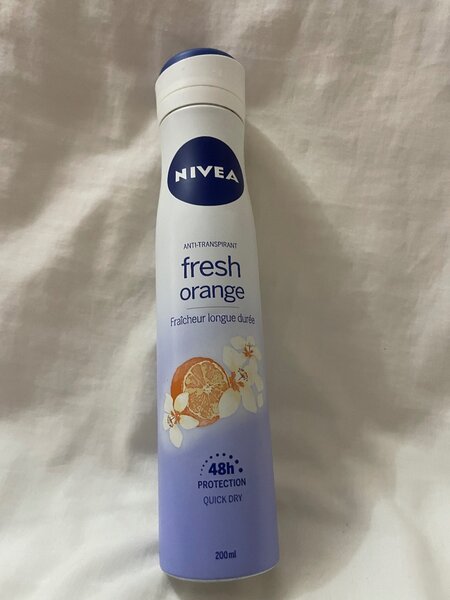 NIVEA
ANTI-TRANSPIRANT
fresh
orange
Fraîcheur longue durée
48h
PROTECTION
QUICK DRY
200ml